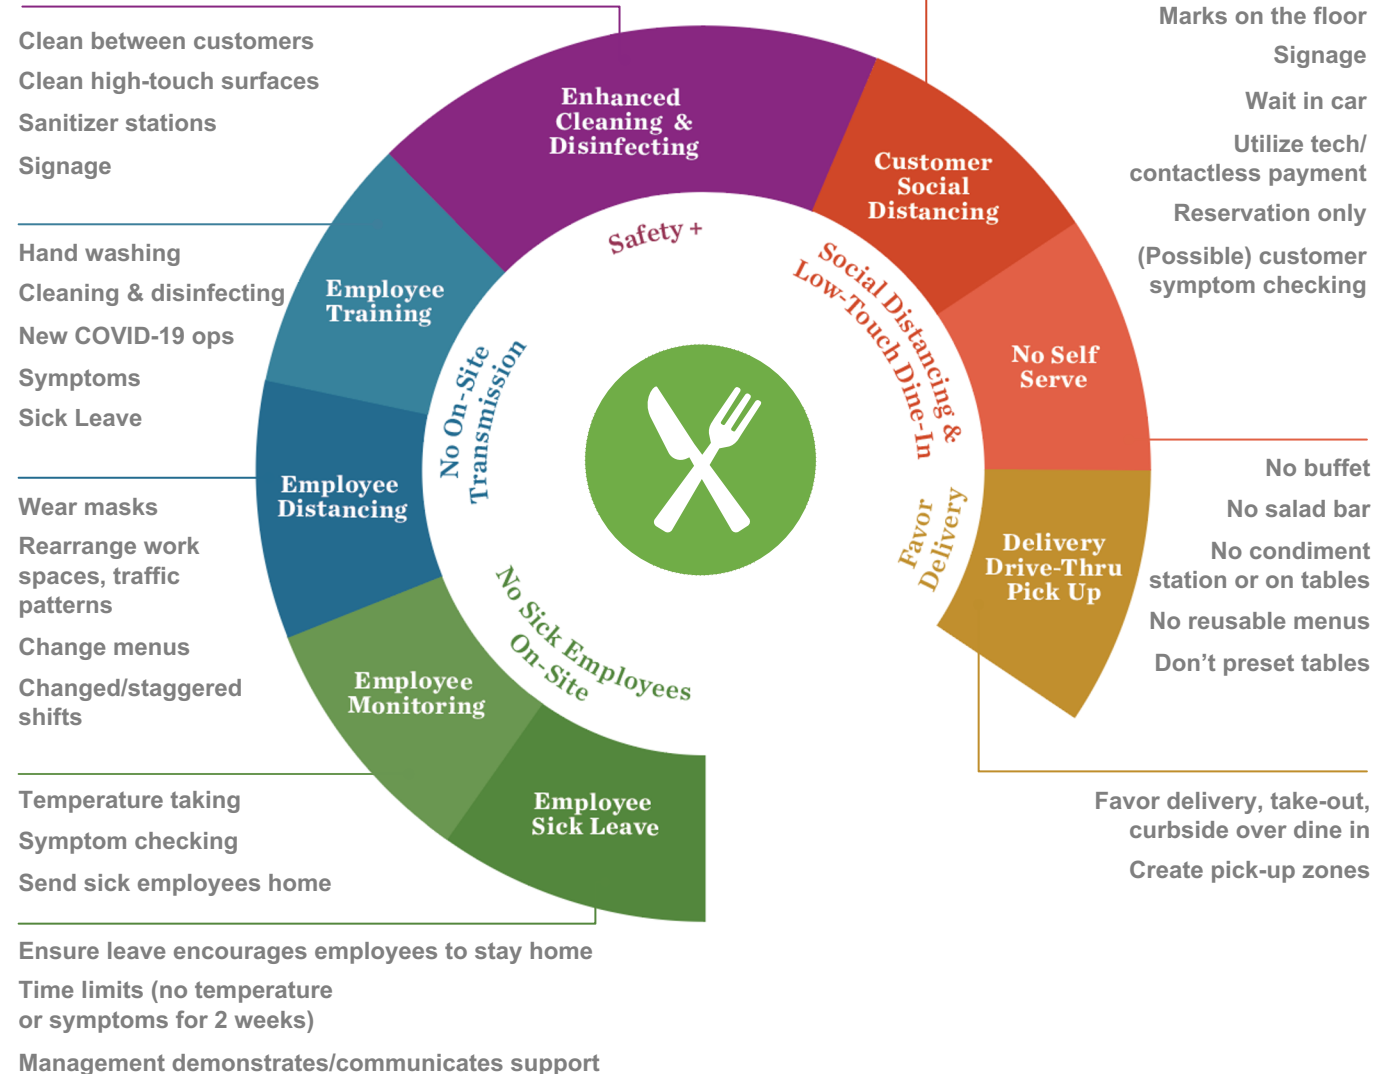 Clean between customers
Clean high-touch surfaces
Sanitizer stations
Signage
Hand washing
Cleaning & disinfecting
New COVID-19 ops
Symptoms
Sick Leave
Wear masks
Rearrange work
spaces, traffic
patterns
Change menus
Changed/staggered
shifts
Temperature taking
Symptom checking
Send sick employees home
Ensure leave encourages employees to stay home
Time limits (no temperature
or symptoms for 2 weeks)
Management demonstrates/communicates support
Enhanced
Cleaning &
Disinfecting
Employee
Training
Employee
Distancing
Employee
Monitoring
Employee
Sick Leave
Customer
Social
Distancing
No Self
Serve
Delivery
Drive-Thru
Pick Up
Safety +
No On-Site
Transmission
No Sick Employees
On-Site
Social Distancing &
Low-Touch Dine-In
Favor
Delivery
Marks on the floor
Signage
Wait in car
Utilize tech/
contactless payment
Reservation only
(Possible) customer
symptom checking
No buffet
No salad bar
No condiment
station or on tables
No reusable menus
Don’t preset tables
Favor delivery, take-out,
curbside over dine in
Create pick-up zones